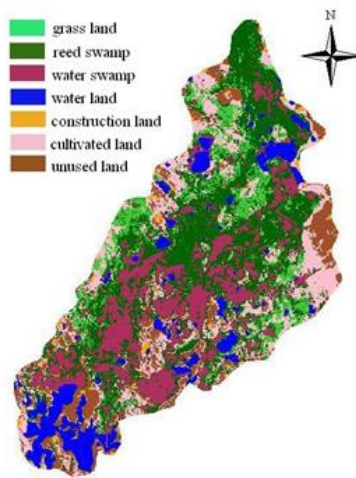 N
grass land
reed swamp
water swamp
water land
construction land
cultivated land
unused land